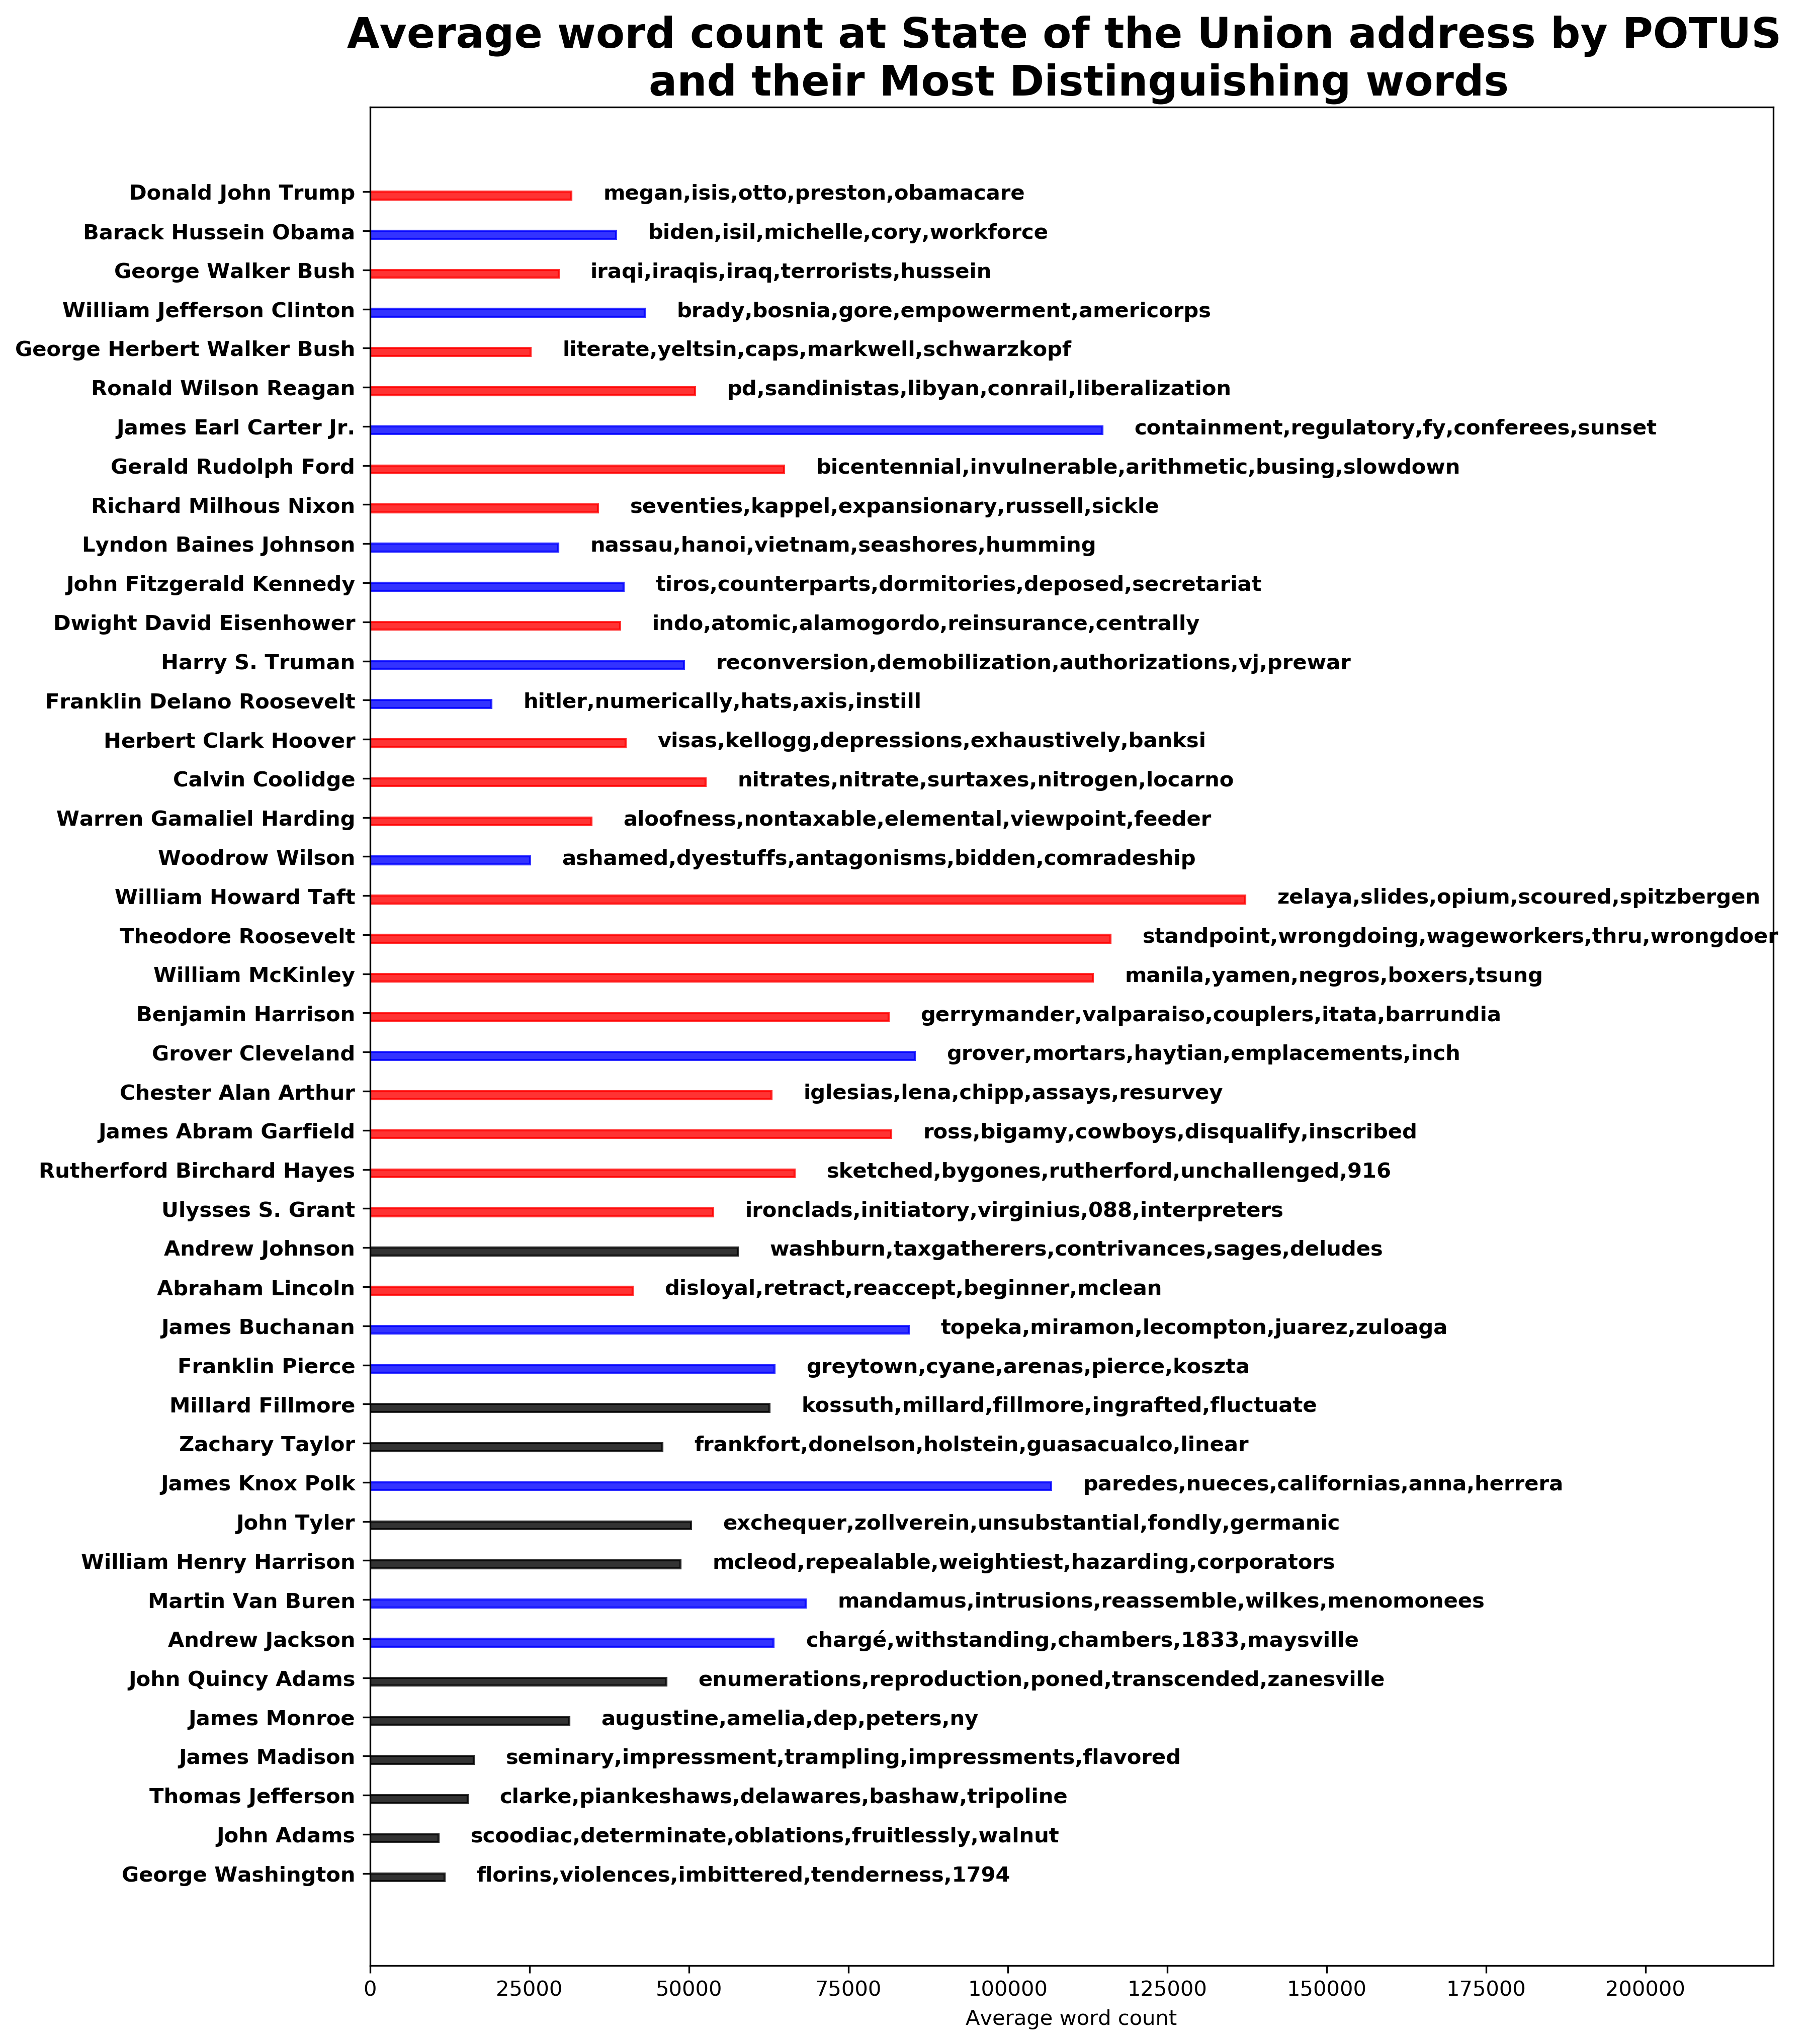 Average word count at State of the Union address by POTUS
and their Most Distinguishing words
Donald John Trump megan,isis,otto,preston,obamacare
Barack Hussein Obama biden,isil,michelle,cory,workforce
George Walker Bush iraqi,iraqis,iraq,terrorists,hussein
William Jefferson Clinton brady,bosnia,gore,empowerment,americorps
George Herbert Walker Bush literate,yeltsin,caps,markwell,schwarzkopf
Ronald Wilson Reagan pd,sandinistas,libyan,conrail,liberalization
James Earl Carter Jr. containment,regulatory,fy,conferees,sunset
Gerald Rudolph Ford bicentennial,invulnerable,arithmetic,busing,slowdown
Richard Milhous Nixon seventies,kappel,expansionary,russell,sickle
Lyndon Baines Johnson nassau,hanoi,vietnam,seashores,humming
John Fitzgerald Kennedy tiros,counterparts,dormitories,deposed,secretariat
Dwight David Eisenhower indo,atomic,alamogordo,reinsurance,centrally
Harry S. Truman reconversion,demobilization,authorizations,vj,prewar
Franklin Delano Roosevelt hitler,numerically,hats,axis,instill
Herbert Clark Hoover visas,kellogg,depressions,exhaustively,banksi
Calvin Coolidge nitrates,nitrate,surtaxes,nitrogen,locarno
Warren Gamaliel Harding aloofness,nontaxable,elemental,viewpoint,feeder
Woodrow Wilson ashamed,dyestuffs,antagonisms,bidden,comradeship
William Howard Taft zelaya,slides,opium,scoured,spitzbergen
Theodore Roosevelt standpoint,wrongdoing,wageworkers,thru,wrongdoer
William McKinley manila,yamen,negros,boxers,tsung
Benjamin Harrison gerrymander,valparaiso,couplers,itata,barrundia
Grover Cleveland grover,mortars,haytian,emplacements,inch
Chester Alan Arthur iglesias,lena,chipp,assays,resurvey
James Abram Garfield ross,bigamy,cowboys,disqualify,inscribed
Rutherford Birchard Hayes sketched,bygones,rutherford,unchallenged,916
Ulysses S. Grant ironclads,initiatory,virginius,088,interpreters
Andrew Johnson washburn,taxgatherers,contrivances,sages,deludes
Abraham Lincoln disloyal,retract,reaccept,beginner,mclean
James Buchanan topeka,miramon,lecompton,juarez,zuloaga
Franklin Pierce greytown,cyane,arenas,pierce,koszta
Millard Fillmore kossuth,millard,fillmore,ingrafted,fluctuate
Zachary Taylor frankfort,donelson,holstein,guasacualco,linear
James Knox Polk paredes,nueces,californias,anna,herrera
John Tyler exchequer,zollverein,unsubstantial,fondly,germanic
William Henry Harrison mcleod,repealable,weightiest,hazarding,corporators
Martin Van Buren mandamus,intrusions,reassemble,wilkes,menomonees
Andrew Jackson chargé,withstanding,chambers,1833,maysville
John Quincy Adams enumerations,reproduction,poned,transcended,zanesville
James Monroe augustine,amelia,dep,peters,ny
James Madison seminary,impressment,trampling,impressments,flavored
Thomas Jefferson clarke,piankeshaws,delawares,bashaw,tripoline
John Adams scoodiac,determinate,oblations,fruitlessly,walnut
George Washington florins,violences,imbittered,tenderness,1794
0 25000 50000 75000 100000 125000 150000 175000 200000
Average word count